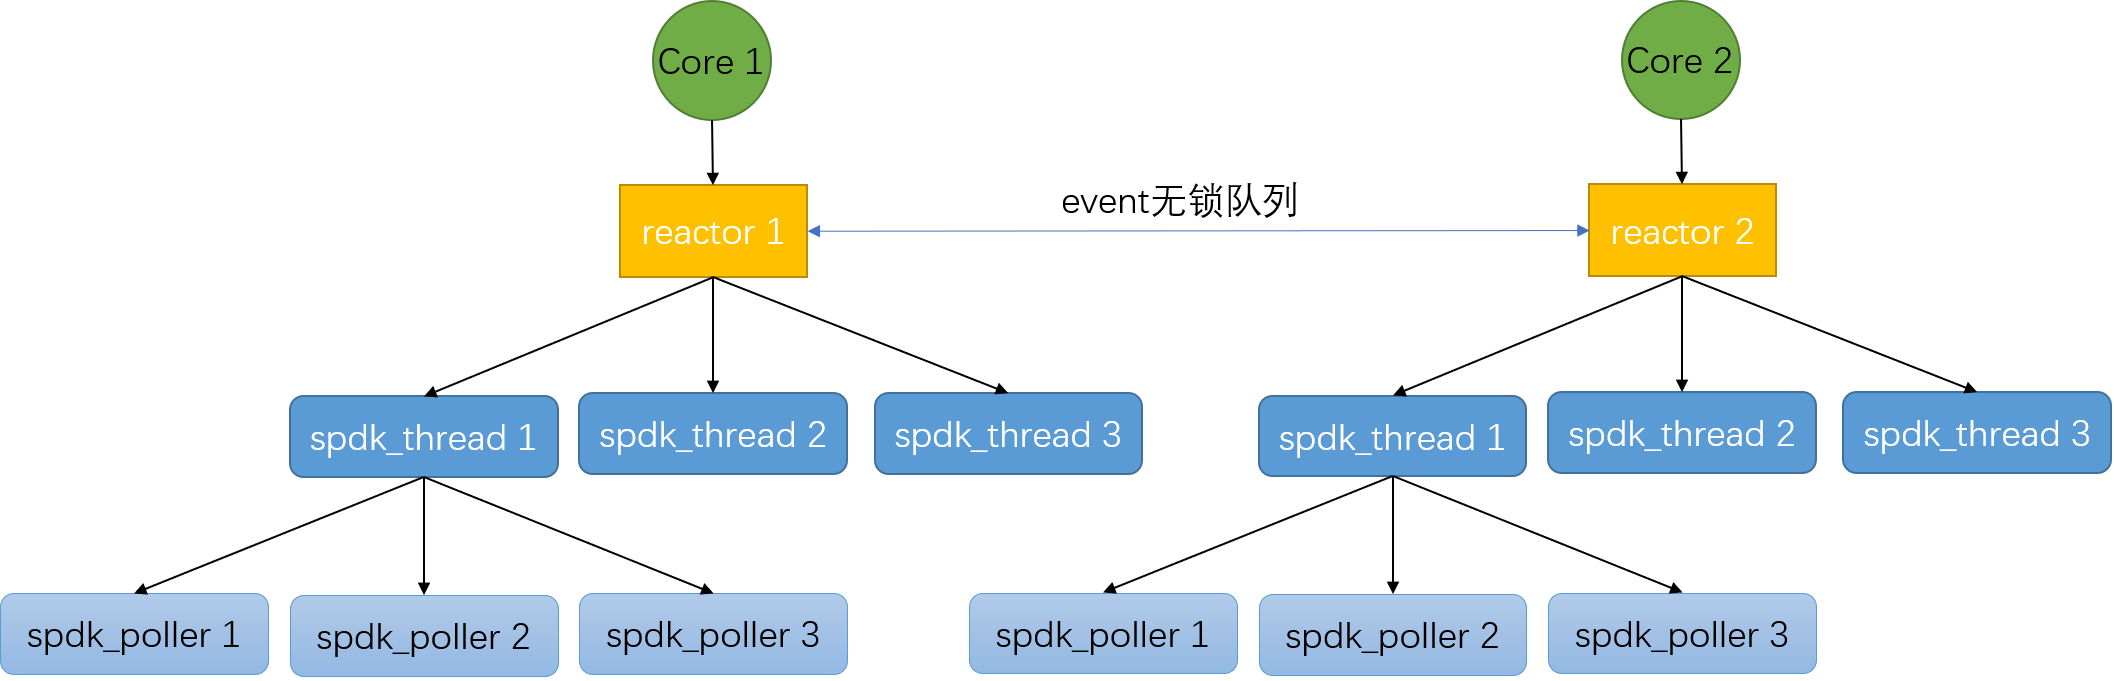 Core 1
Core 2
event无锁队列
reactor 1
reactor 2
spdk_thread 1
spdk_thread 2
spdk_thread 3
spdk_thread 1
spdk_thread 2
spdk_thread 3
spdk_poller 1
spdk_poller 2
spdk_poller 3
spdk_poller 1
spdk_poller 2
spdk_poller 3